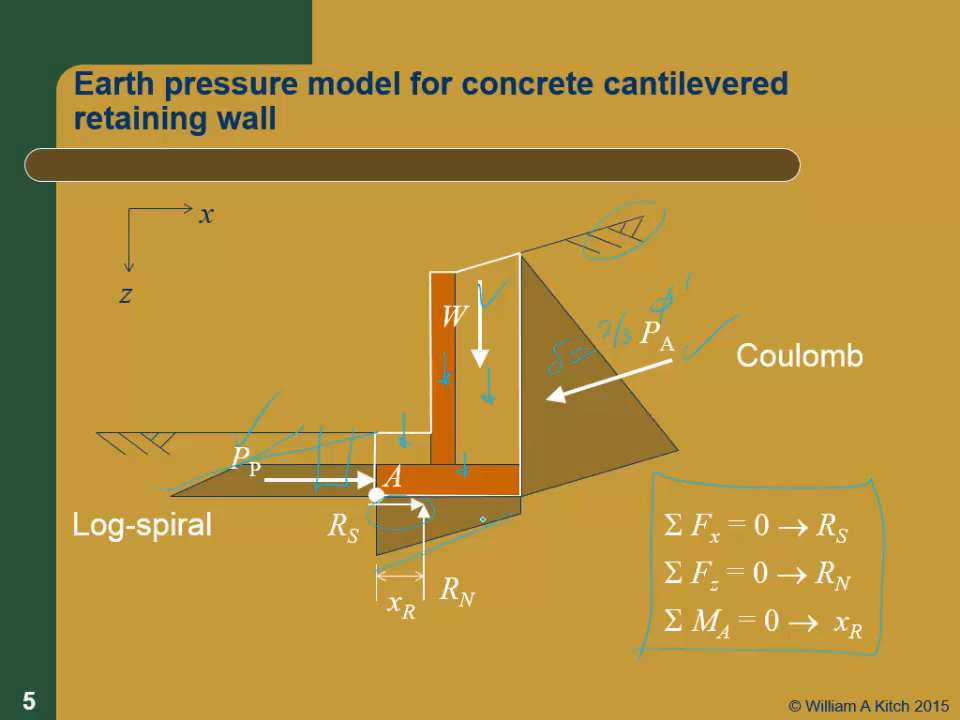 Earth pressure model for concrete cantilevered
retaining wall
x
z
W
δ = 2/3 ϕ'
P_A
Coulomb
P_P
A
Log-spiral
R_S
x_R
R_N
Σ F_x = 0 → R_S
Σ F_z = 0 → R_N
Σ M_A = 0 → x_R
5
© William A Kitch 2015